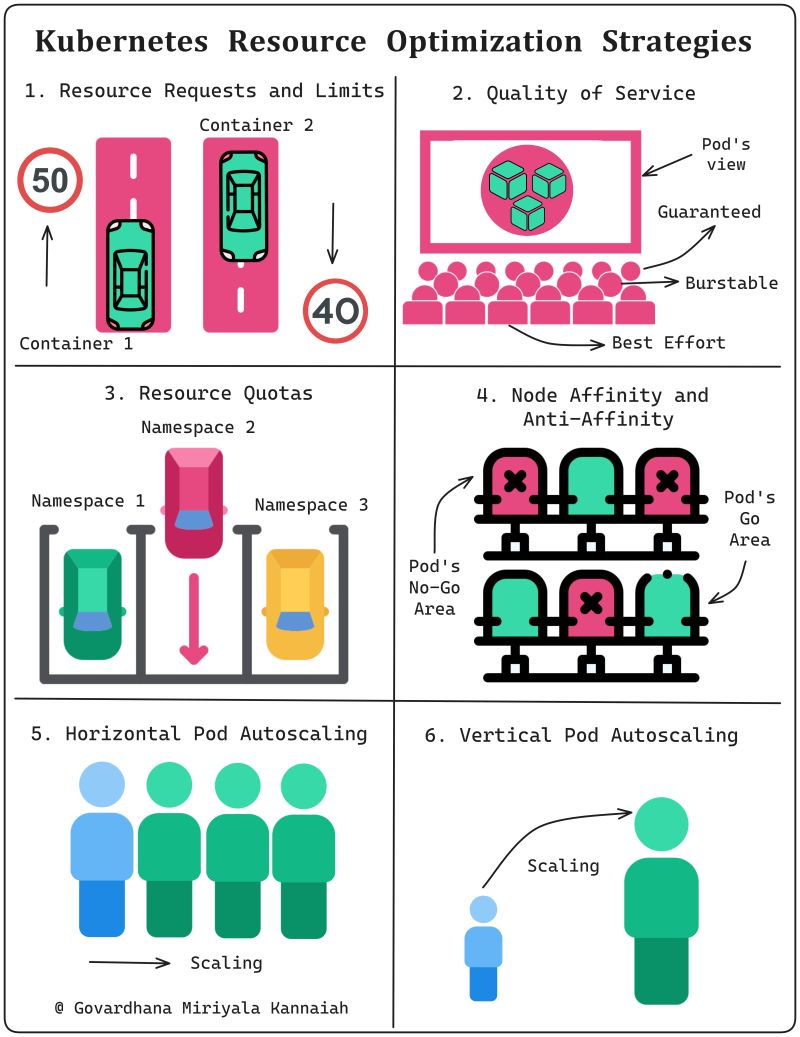 Kubernetes Resource Optimization Strategies
1. Resource Requests and Limits
Container 2
50
40
Container 1
2. Quality of Service
Pod's
view
Guaranteed
Burstable
Best Effort
3. Resource Quotas
Namespace 2
Namespace 1
Namespace 3
4. Node Affinity and
Anti-Affinity
Pod's
Go
Area
Pod's
No-Go
Area
5. Horizontal Pod Autoscaling
Scaling
@ Govardhana Miriyala Kannaiah
6. Vertical Pod Autoscaling
Scaling